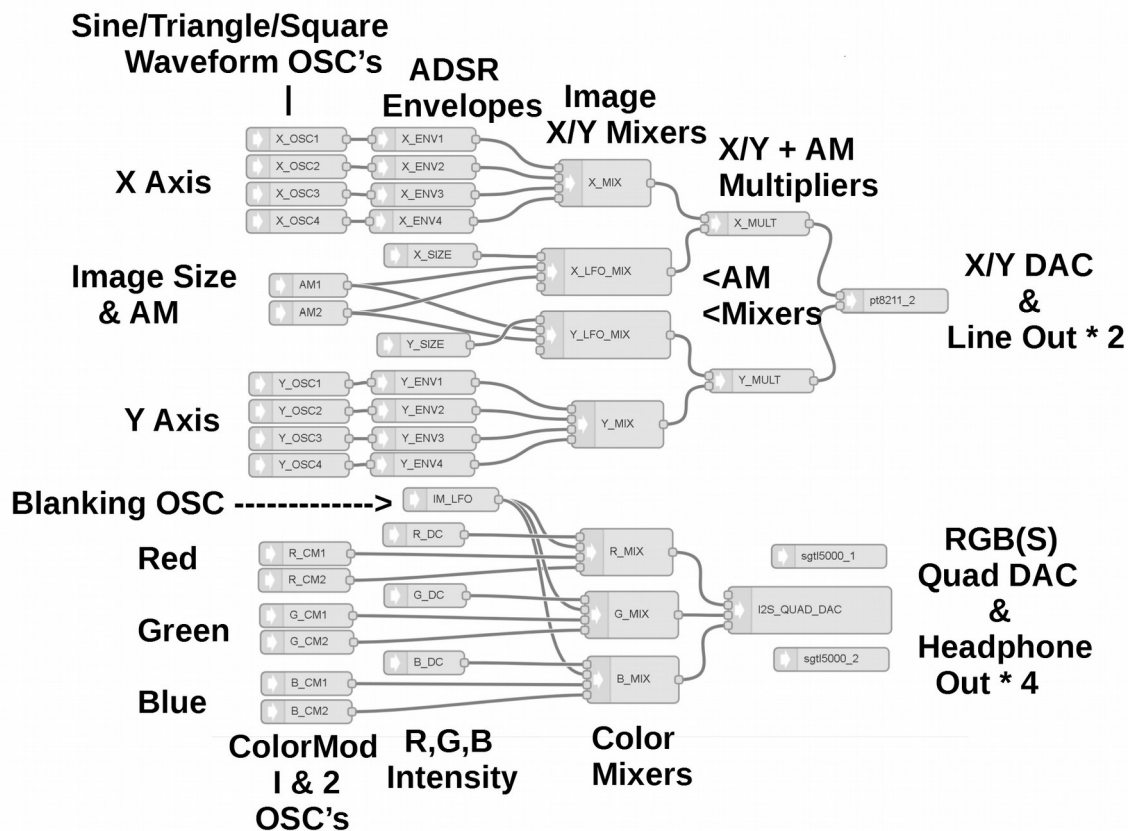 Sine/Triangle/Square
Waveform OSC's
|
ADSR
Envelopes
Image
X/Y Mixers
X/Y + AM
Multipliers
X Axis
X_OSC1
X_OSC2
X_OSC3
X_OSC4
X_ENV1
X_ENV2
X_ENV3
X_ENV4
X_MIX
X_MULT
Image Size
& AM
X_SIZE
AM1
AM2
Y_SIZE
X_LFO_MIX
Y_LFO_MIX
<AM
<Mixers
pt8211_2
X/Y DAC
&
Line Out * 2
Y Axis
Y_OSC1
Y_OSC2
Y_OSC3
Y_OSC4
Y_ENV1
Y_ENV2
Y_ENV3
Y_ENV4
Y_MIX
Y_MULT
Blanking OSC ------------->
IM_LFO
Red
R_DC
R_CM1
R_CM2
R_MIX
Green
G_DC
G_CM1
G_CM2
G_MIX
Blue
B_DC
B_CM1
B_CM2
B_MIX
sgtl5000_1
I2S_QUAD_DAC
sgtl5000_2
RGB(S)
Quad DAC
&
Headphone
Out * 4
ColorMod
I & 2
OSC's
R,G,B
Intensity
Color
Mixers